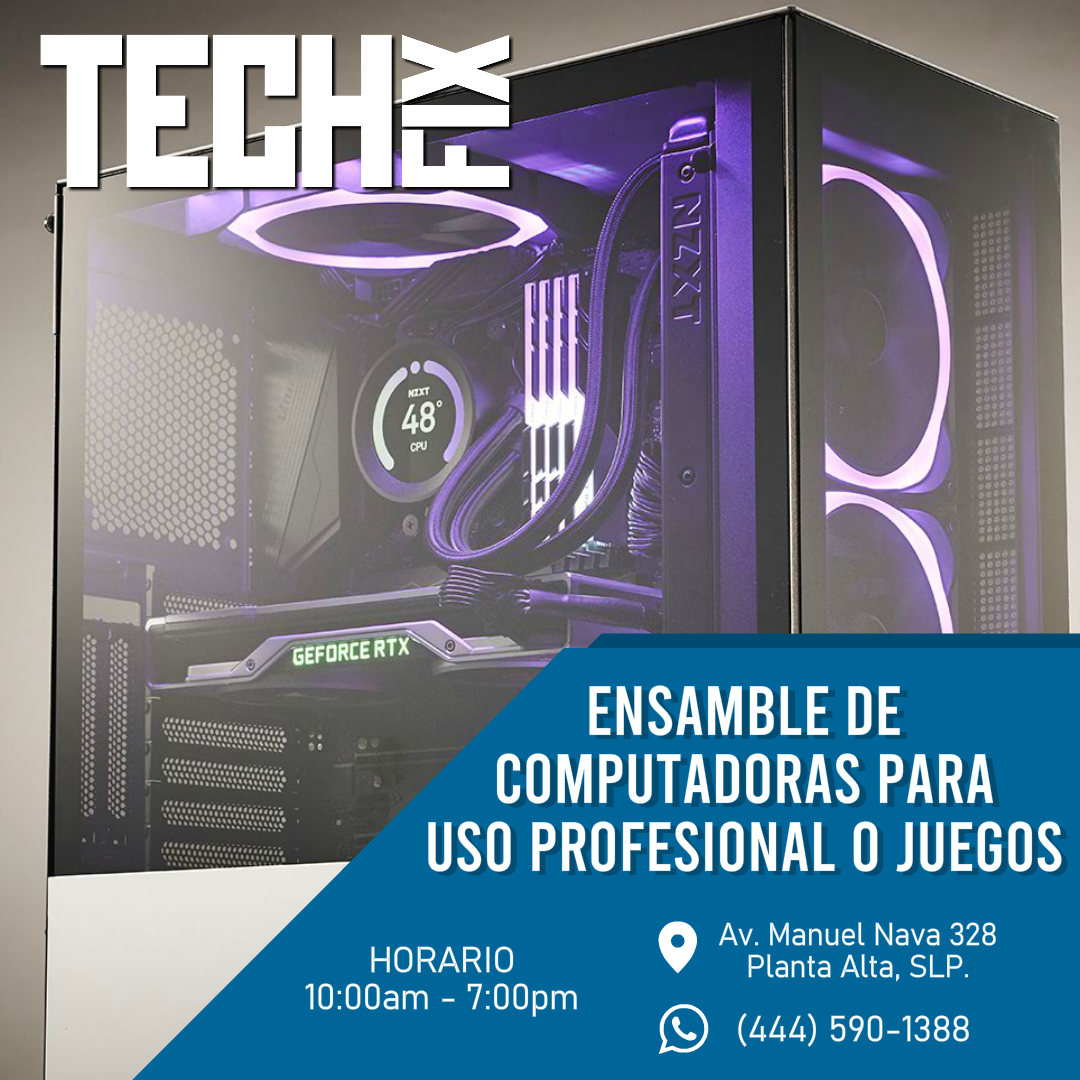 TECH FIX
NZXT
NZXT
48°
CPU
GEFORCE RTX
ENSAMBLE DE
COMPUTADORAS PARA
USO PROFESIONAL O JUEGOS
HORARIO
10:00am - 7:00pm
Av. Manuel Nava 328
Planta Alta, SLP.
(444) 590-1388